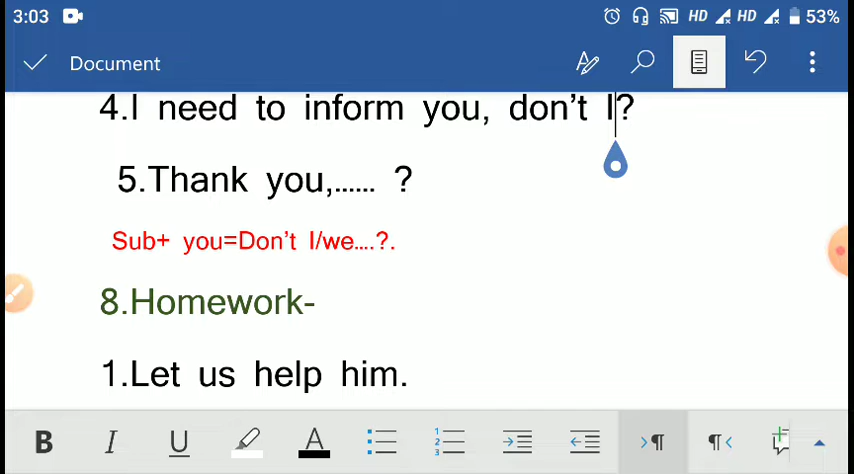 3:03 HD HD 53%
Document
4.I need to inform you, don't I?
5.Thank you,...... ?
Sub+ you=Don't I/we....?.
8.Homework-
1.Let us help him.
B I U A